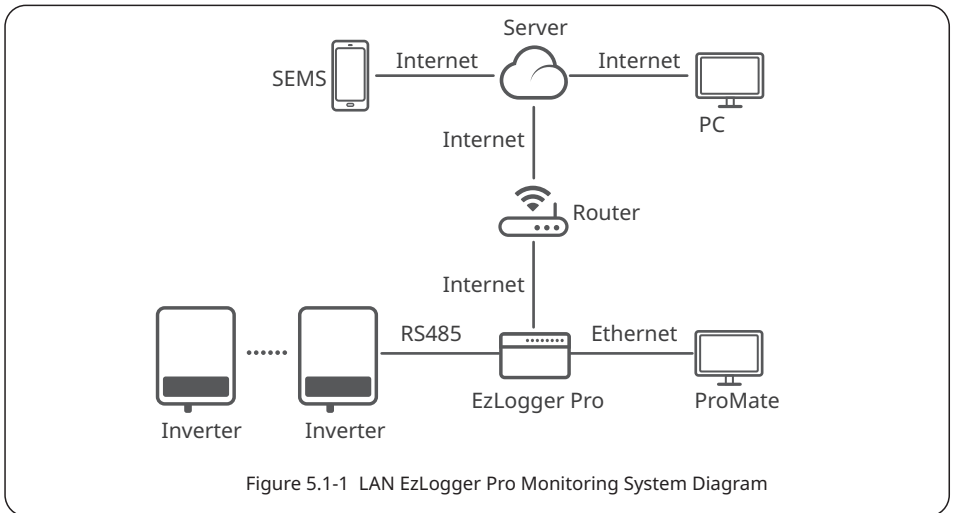 Server
Internet
Internet
SEMS
PC
Internet
Router
Internet
RS485
Ethernet
EzLogger Pro
ProMate
Inverter
Inverter
Figure 5.1-1 LAN EzLogger Pro Monitoring System Diagram